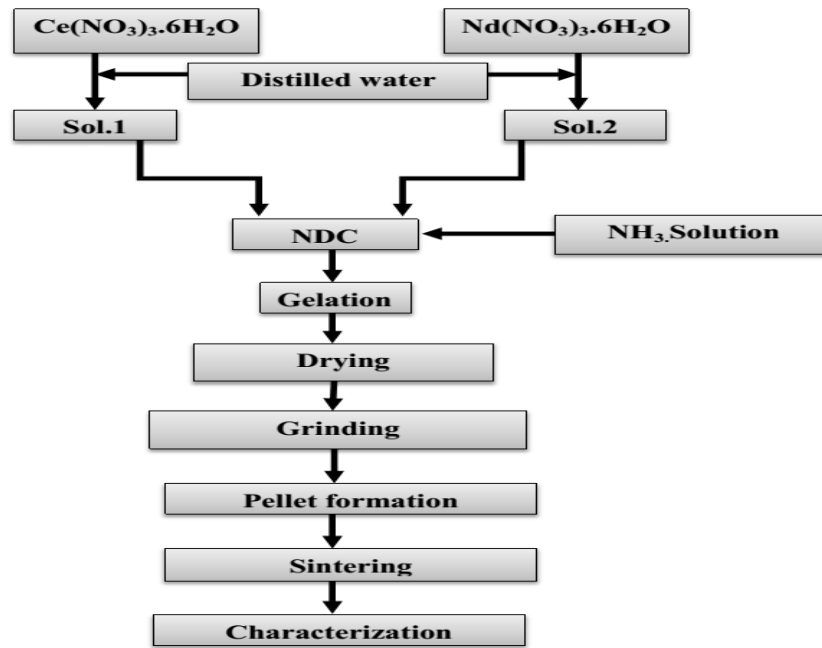 Ce(NO₃)₃.6H₂O
Nd(NO₃)₃.6H₂O
Distilled water
Sol.1
Sol.2
NDC
NH₃.Solution
Gelation
Drying
Grinding
Pellet formation
Sintering
Characterization